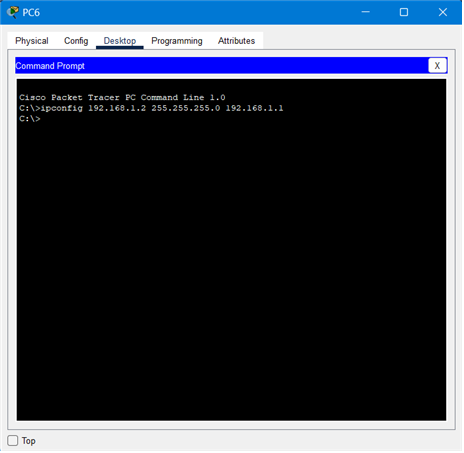 PC6
Physical Config Desktop Programming Attributes
Command Prompt X
Cisco Packet Tracer PC Command Line 1.0
C:\>ipconfig 192.168.1.2 255.255.255.0 192.168.1.1
C:\>
Top